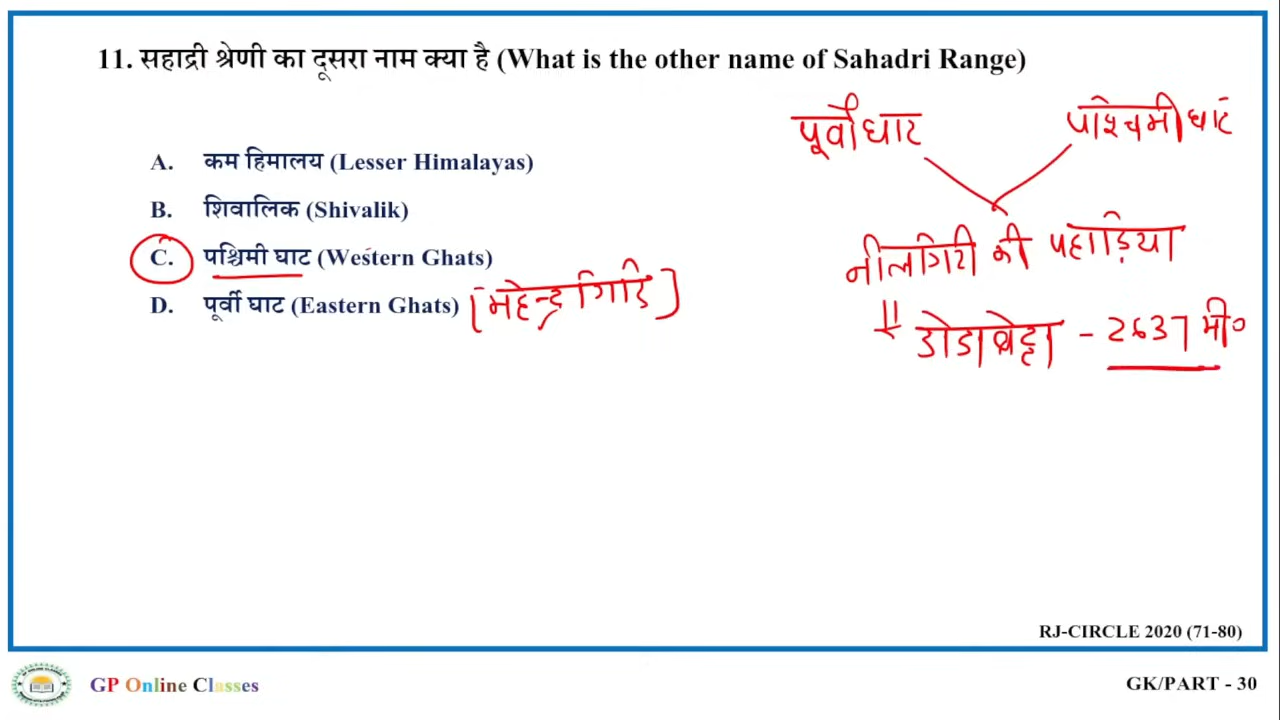 11. सहाद्री श्रेणी का दूसरा नाम क्या है (What is the other name of Sahadri Range)
पूर्वी घाट
पश्चिमी घाट
A. कम हिमालय (Lesser Himalayas)
B. शिवालिक (Shivalik)
C. पश्चिमी घाट (Western Ghats)
D. पूर्वी घाट (Eastern Ghats) [महेन्द्रगिरि]
नीलगिरी की पहाड़िया
डोडाबेट्टा - 2637 मी०
RJ-CIRCLE 2020 (71-80)
GP Online Classes
GK/PART - 30